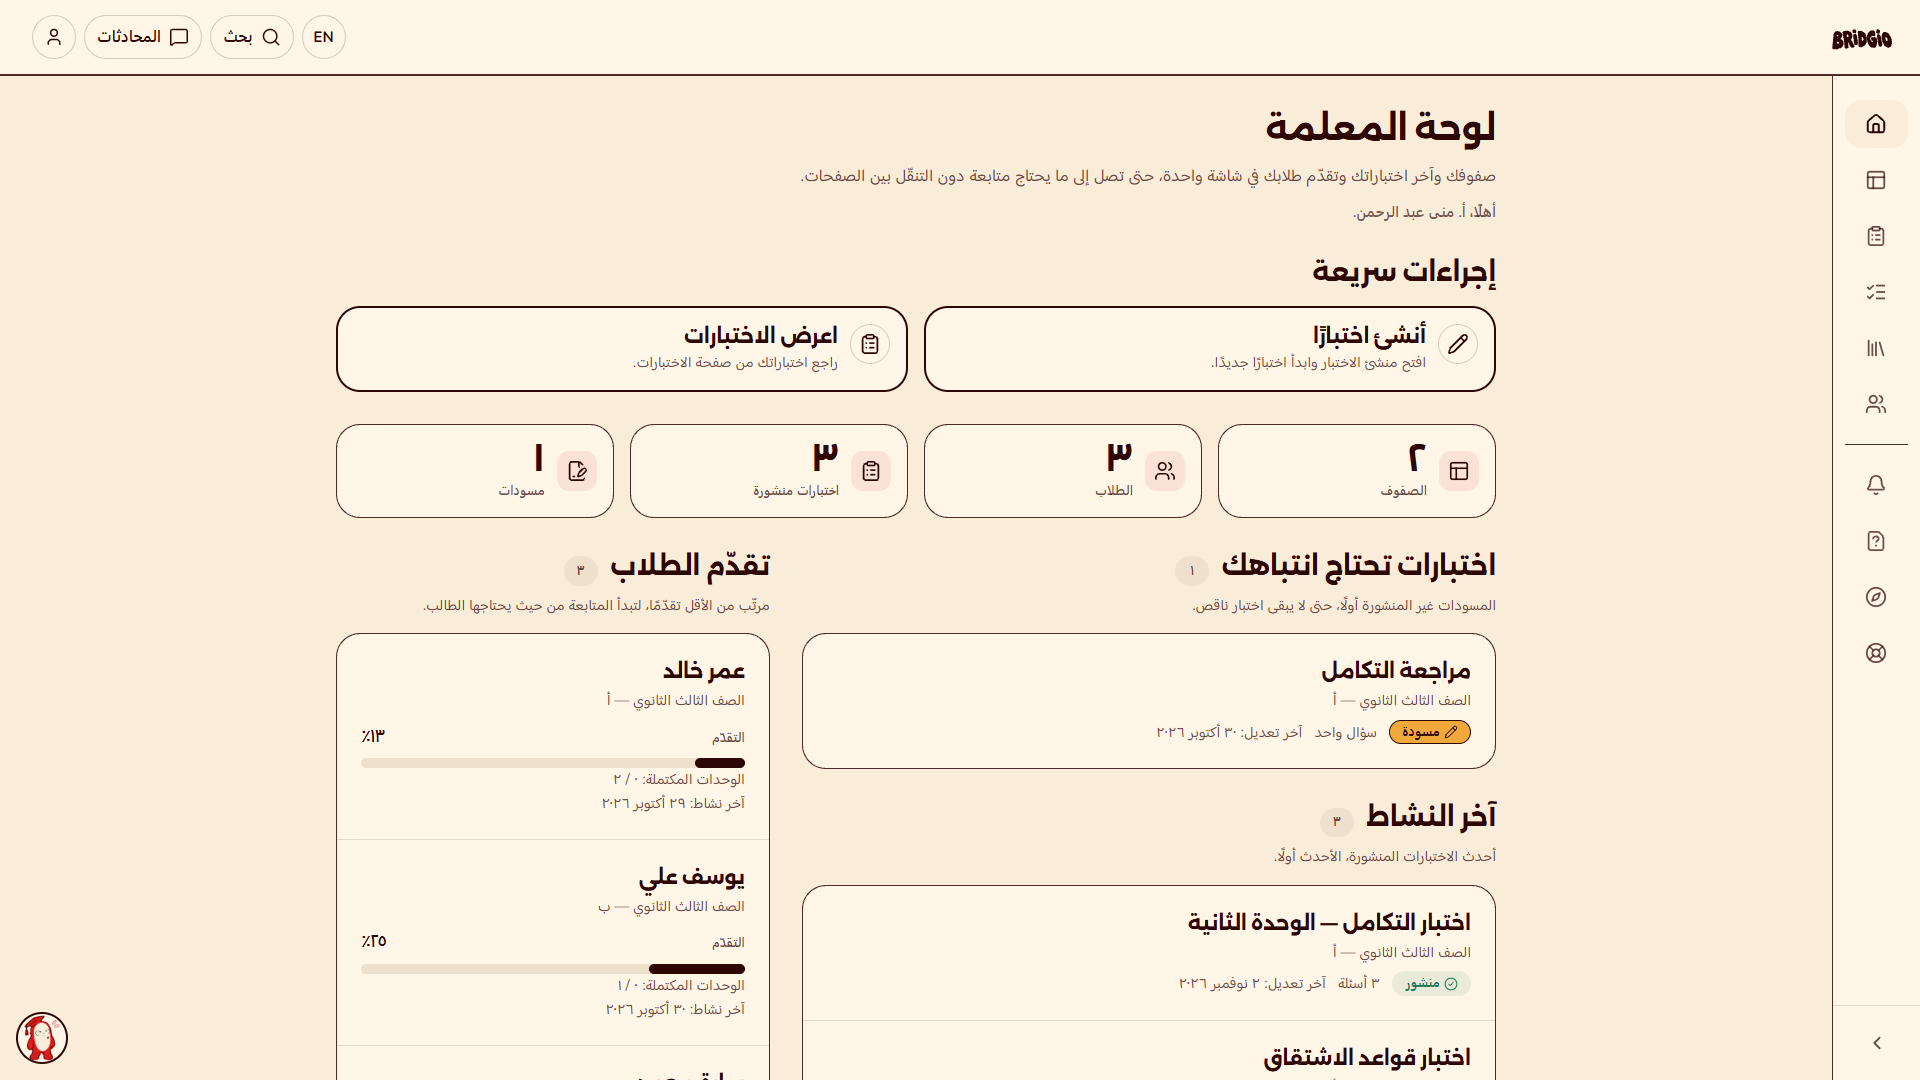 BRiDGiO
EN
بحث
المحادثات
لوحة المعلمة
صفوفك وآخر اختباراتك وتقدّم طلابك في شاشة واحدة، حتى تصل إلى ما يحتاج متابعة دون التنقّل بين الصفحات.
أهلًا، أ. منى عبد الرحمن.
إجراءات سريعة
أنشئ اختبارًا
افتح منشئ الاختبار وابدأ اختبارًا جديدًا.
اعرض الاختبارات
راجع اختباراتك من صفحة الاختبارات.
٢
الصفوف
٣
الطلاب
٣
اختبارات منشورة
١
مسودات
اختبارات تحتاج انتباهك ١
المسودات غير المنشورة أولًا، حتى لا يبقى اختبار ناقص.
مراجعة التكامل
الصف الثالث الثانوي — أ
مسودة سؤال واحد آخر تعديل: ٣٠ أكتوبر ٢٠٢٦
آخر النشاط ٣
أحدث الاختبارات المنشورة، الأحدث أولًا.
اختبار التكامل — الوحدة الثانية
الصف الثالث الثانوي — أ
منشور ٣ أسئلة آخر تعديل: ٢ نوفمبر ٢٠٢٦
اختبار قواعد الاشتقاق
تقدّم الطلاب ٣
مرتّب من الأقل تقدّمًا، لتبدأ المتابعة من حيث يحتاجها الطالب.
عمر خالد
الصف الثالث الثانوي — أ
التقدّم ١٣٪
الوحدات المكتملة: ٠ / ٢
آخر نشاط: ٢٩ أكتوبر ٢٠٢٦
يوسف علي
الصف الثالث الثانوي — ب
التقدّم ٢٥٪
الوحدات المكتملة: ٠ / ١
آخر نشاط: ٣٠ أكتوبر ٢٠٢٦